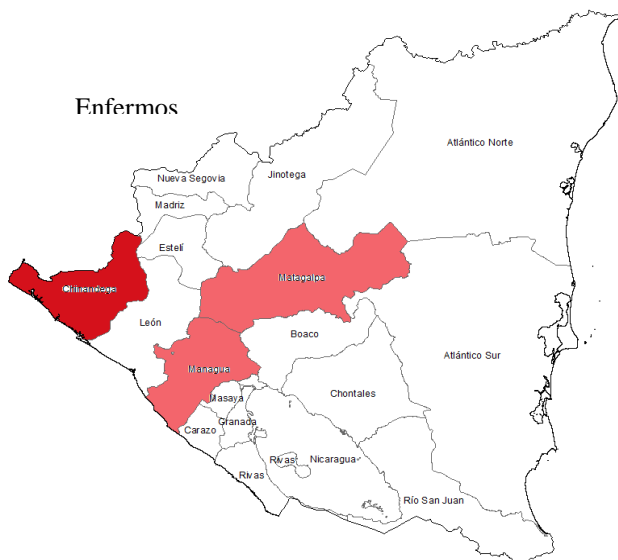 Enfermos
Atlántico Norte
Nueva Segovia
Jinotega
Madriz
Estelí
Chinandega
Matagalpa
León
Boaco
Atlántico Sur
Managua
Masaya
Chontales
Granada
Carazo
Rivas
Nicaragua
Rivas
Río San Juan